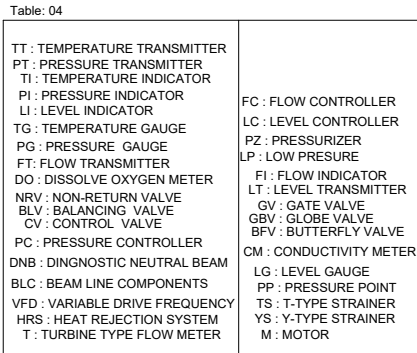 Table: 04
TT : TEMPERATURE TRANSMITTER
PT : PRESSURE TRANSMITTER
TI : TEMPERATURE INDICATOR
PI : PRESSURE INDICATOR
LI : LEVEL INDICATOR
TG : TEMPERATURE GAUGE
PG : PRESSURE GAUGE
FT: FLOW TRANSMITTER
DO : DISSOLVE OXYGEN METER
NRV : NON-RETURN VALVE
BLV : BALANCING VALVE
CV : CONTROL VALVE
PC : PRESSURE CONTROLLER
DNB : DINGNOSTIC NEUTRAL BEAM
BLC : BEAM LINE COMPONENTS
VFD : VARIABLE DRIVE FREQUENCY
HRS : HEAT REJECTION SYSTEM
T : TURBINE TYPE FLOW METER
FC : FLOW CONTROLLER
LC : LEVEL CONTROLLER
PZ : PRESSURIZER
LP : LOW PRESURE
FI : FLOW INDICATOR
LT : LEVEL TRANSMITTER
GV : GATE VALVE
GBV : GLOBE VALVE
BFV : BUTTERFLY VALVE
CM : CONDUCTIVITY METER
LG : LEVEL GAUGE
PP : PRESSURE POINT
TS : T-TYPE STRAINER
YS : Y-TYPE STRAINER
M : MOTOR